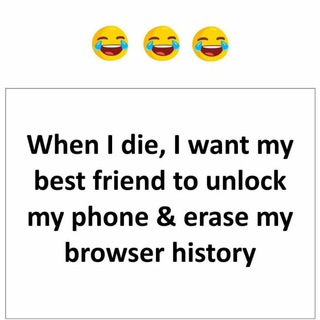 When I die, I want my
best friend to unlock
my phone & erase my
browser history